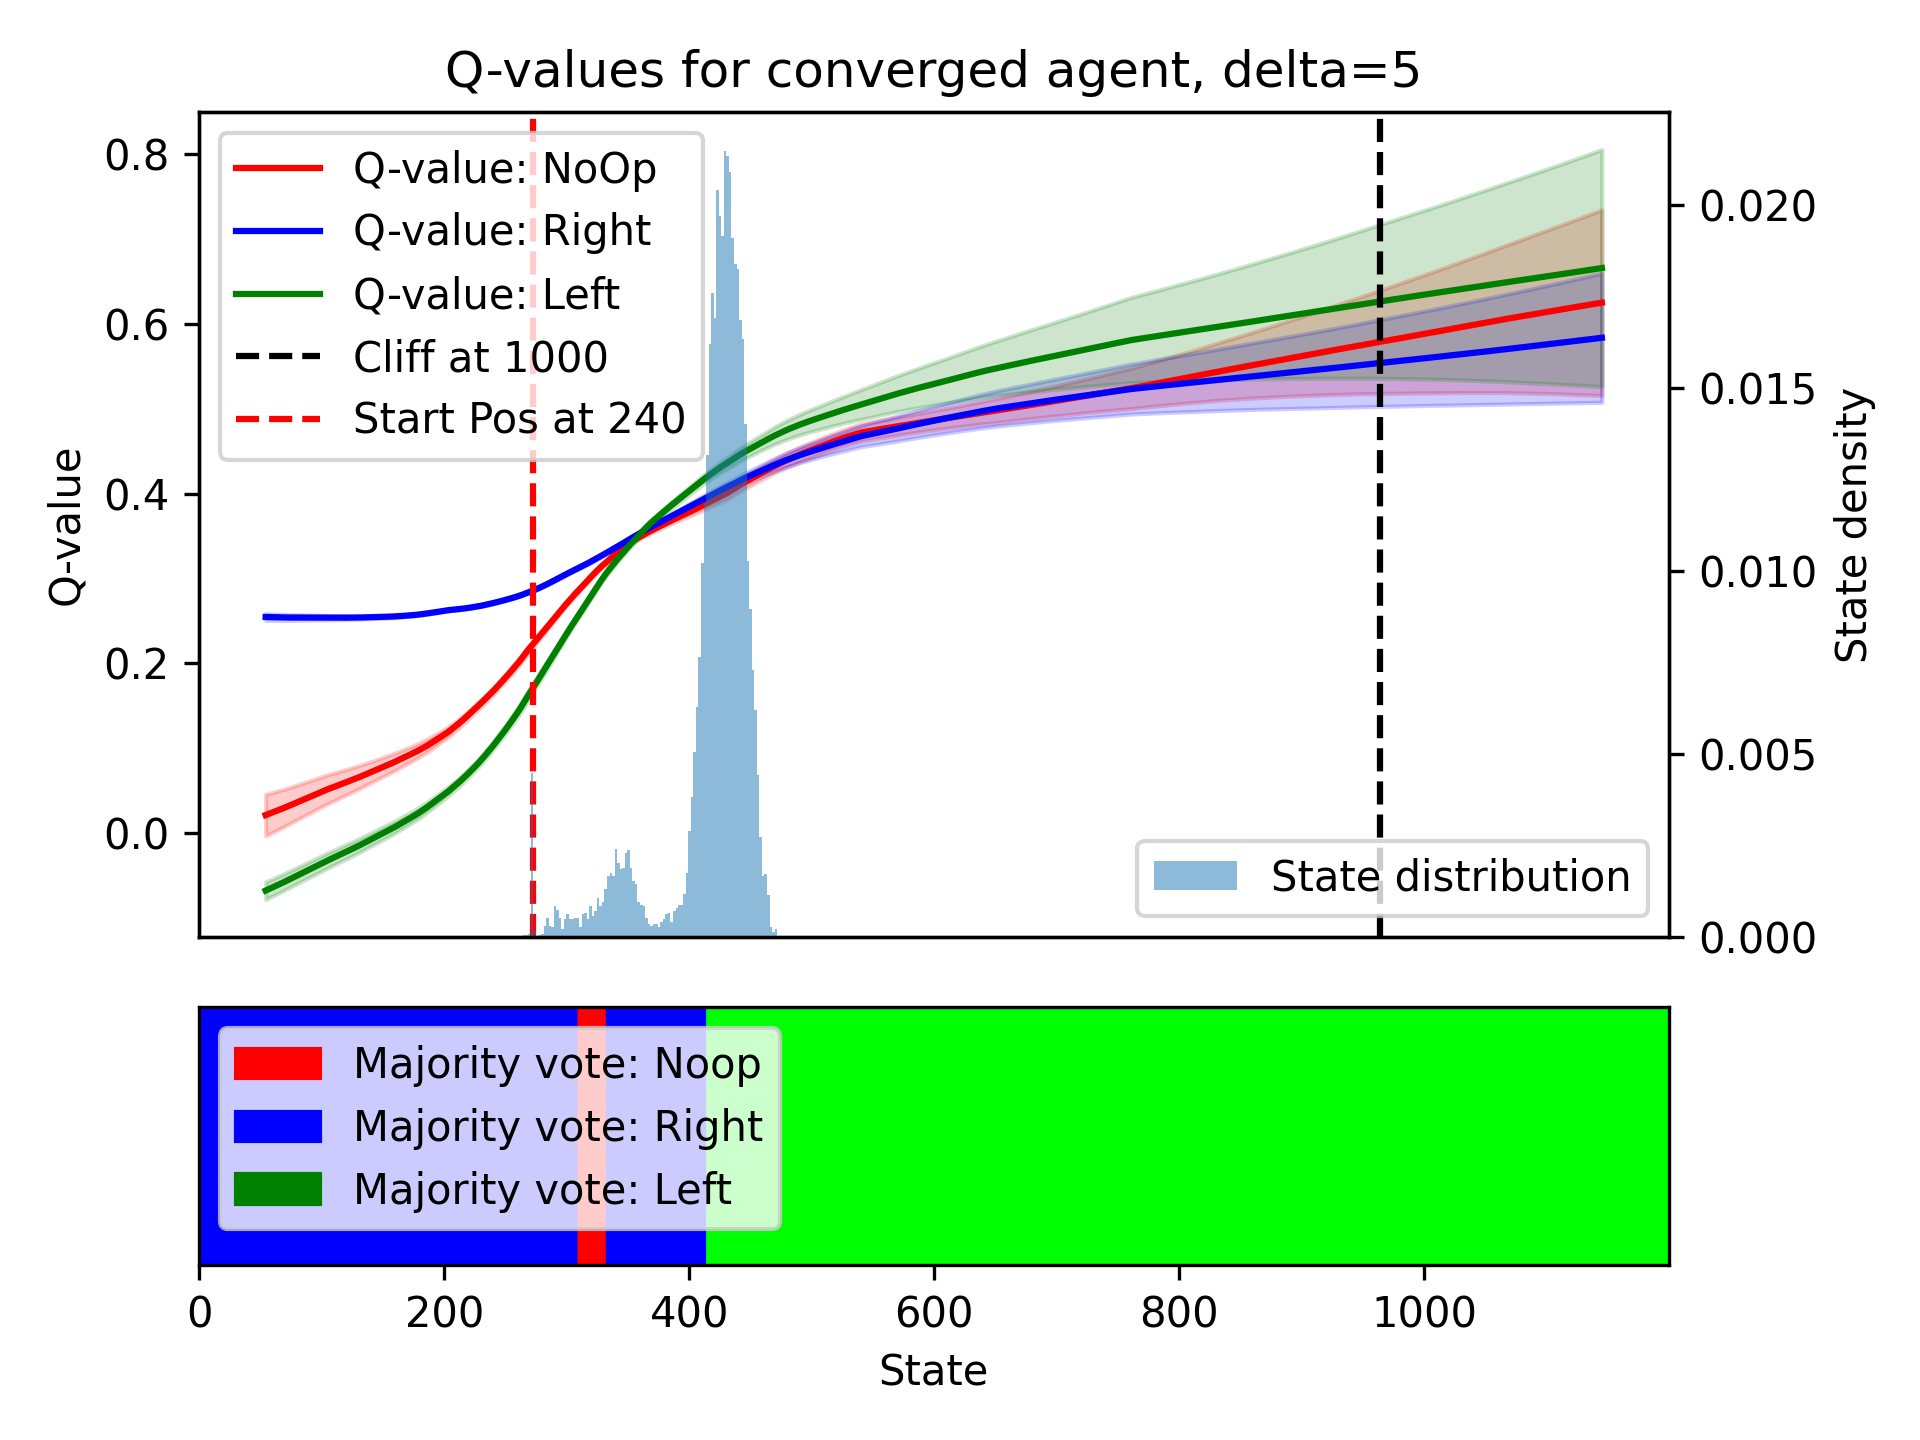 Q-values for converged agent, delta=5
Q-value: NoOp
Q-value: Right
Q-value: Left
Cliff at 1000
Start Pos at 240
0.8
0.6
0.4
0.2
0.0
Q-value
0.020
0.015
0.010
0.005
0.000
State density
State distribution
Majority vote: Noop
Majority vote: Right
Majority vote: Left
0 200 400 600 800 1000
State